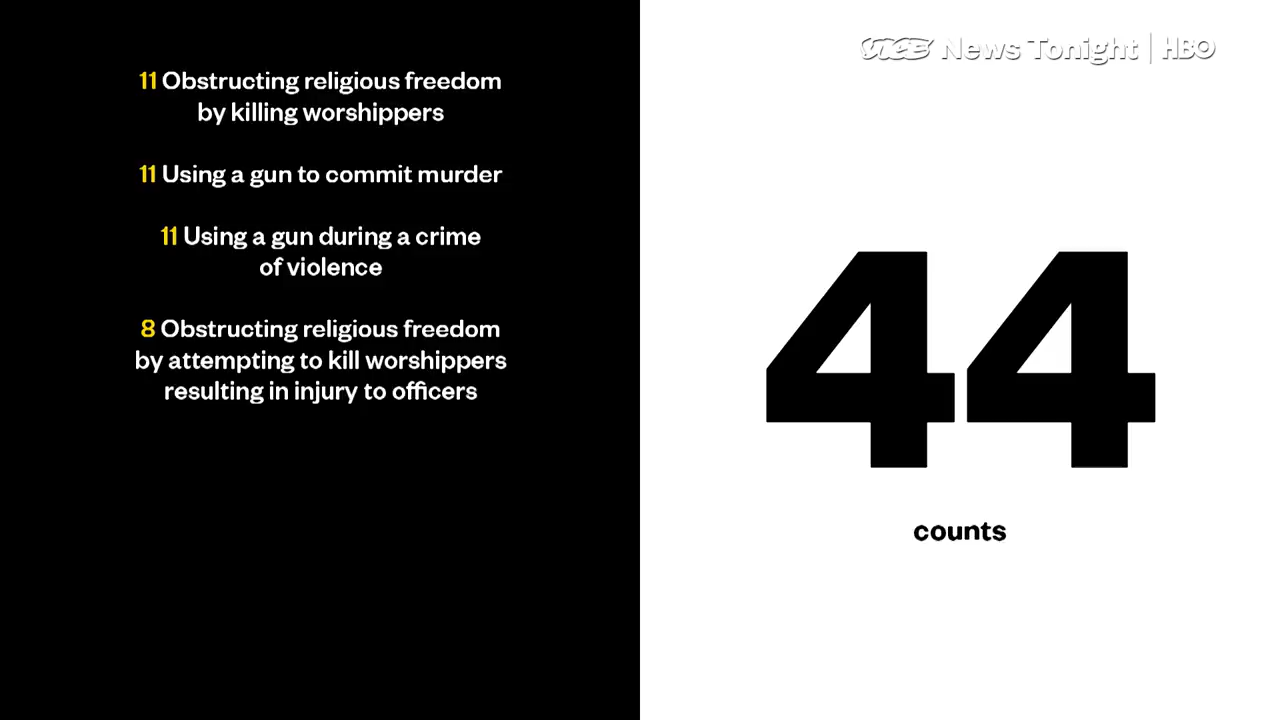 VICE News Tonight | HBO
11 Obstructing religious freedom
by killing worshippers
11 Using a gun to commit murder
11 Using a gun during a crime
of violence
8 Obstructing religious freedom
by attempting to kill worshippers
resulting in injury to officers
44
counts